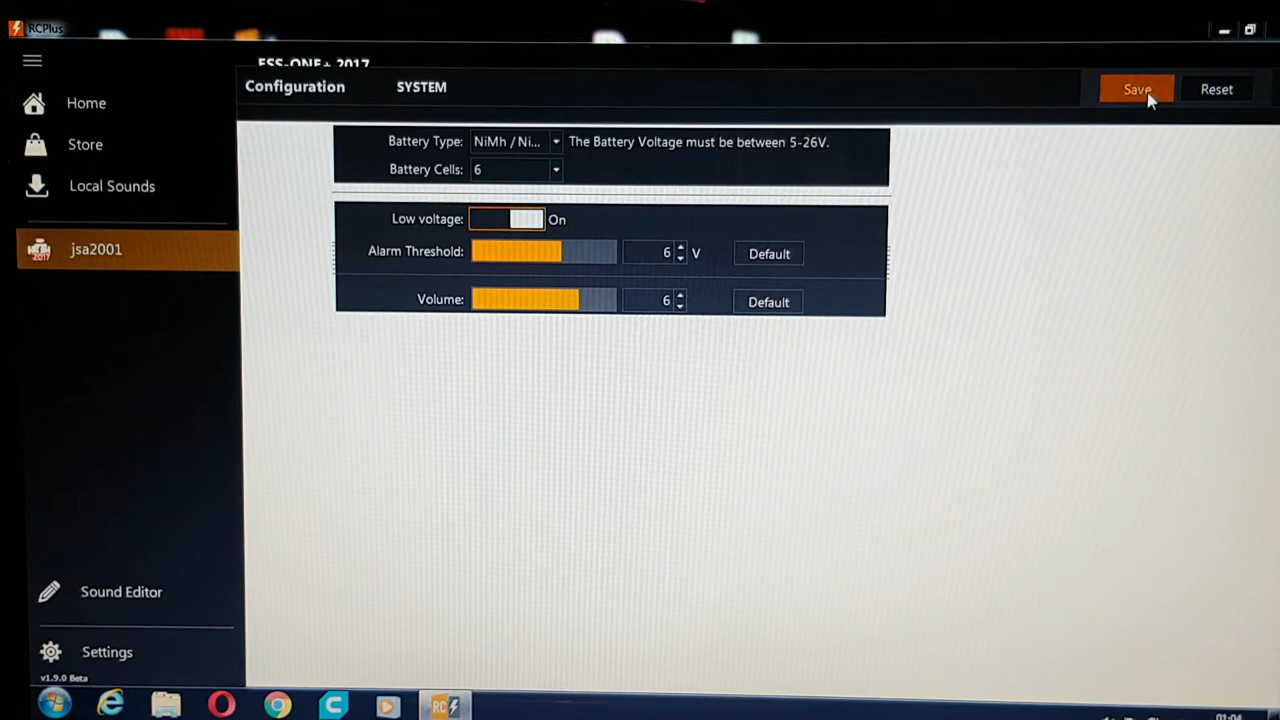 RCPlus
ESS-ONE+ 2017
Configuration
SYSTEM
Save
Reset
Home
Store
Local Sounds
jsa2001
2017
Battery Type: NiMh / Ni... The Battery Voltage must be between 5-26V.
Battery Cells: 6
Low voltage: On
Alarm Threshold: 6 V Default
Volume: 6 Default
Sound Editor
Settings
v1.9.0 Beta
RC